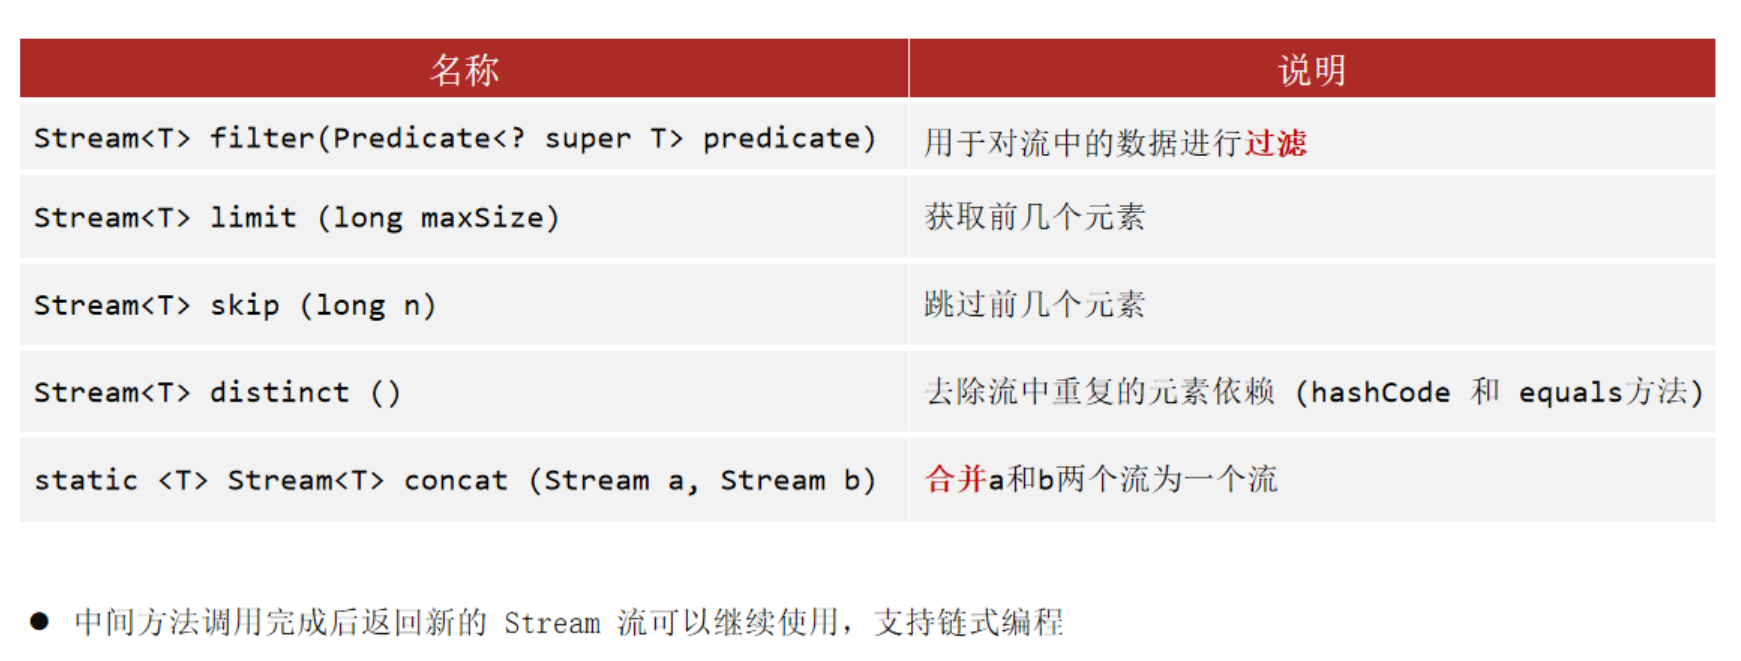 名称 说明
Stream<T> filter(Predicate<? super T> predicate) 用于对流中的数据进行过滤
Stream<T> limit (long maxSize) 获取前几个元素
Stream<T> skip (long n) 跳过前几个元素
Stream<T> distinct () 去除流中重复的元素依赖 (hashCode 和 equals方法)
static <T> Stream<T> concat (Stream a, Stream b) 合并a和b两个流为一个流
● 中间方法调用完成后返回新的 Stream 流可以继续使用，支持链式编程